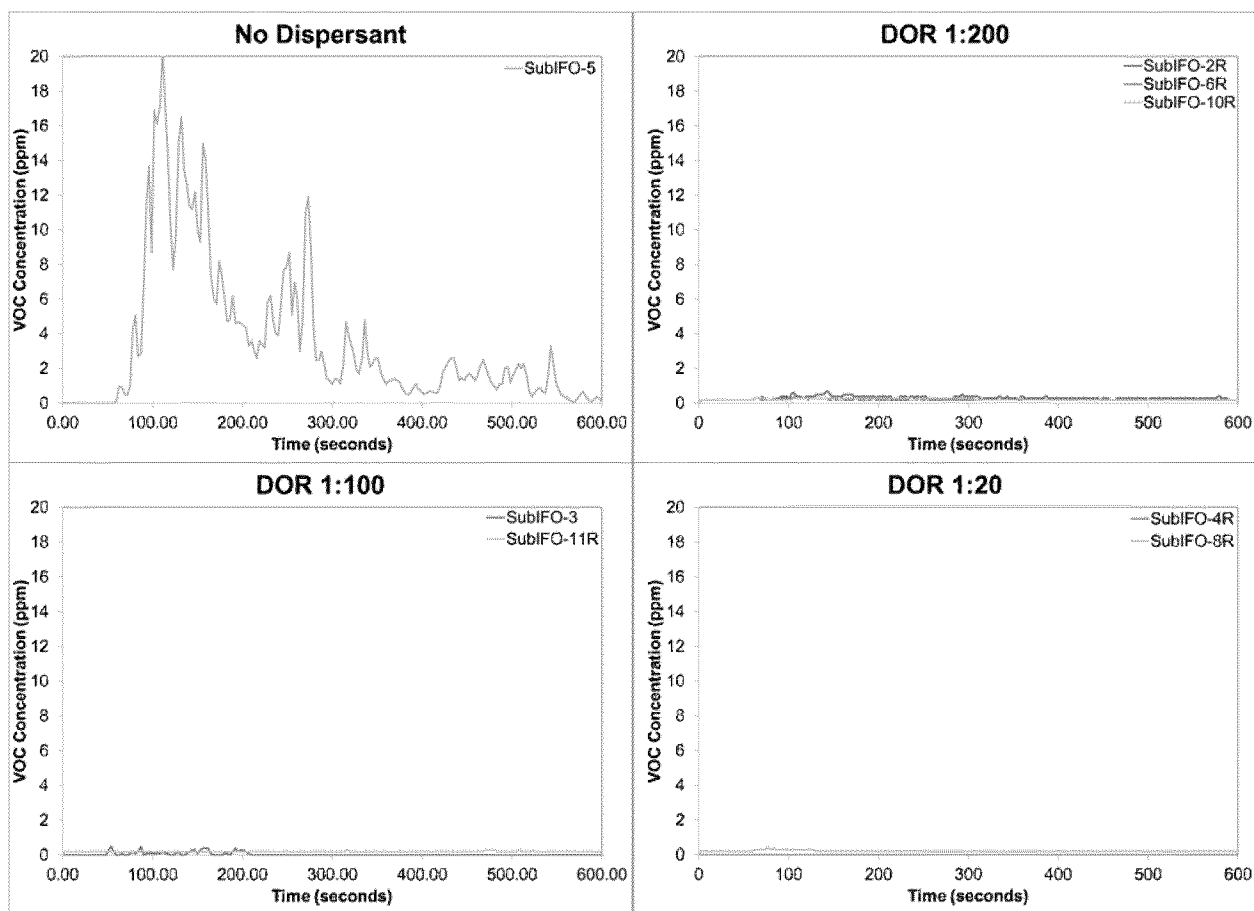 No Dispersant
SubIFO-5
VOC Concentration (ppm)
20
18
16
14
12
10
8
6
4
2
0
0.00 100.00 200.00 300.00 400.00 500.00 600.00
Time (seconds)
DOR 1:200
SubIFO-2R
SubIFO-6R
SubIFO-10R
VOC Concentration (ppm)
20
18
16
14
12
10
8
6
4
2
0
0 100 200 300 400 500 600
Time (seconds)
DOR 1:100
SubIFO-3
SubIFO-11R
VOC Concentration (ppm)
20
18
16
14
12
10
8
6
4
2
0
0.00 100.00 200.00 300.00 400.00 500.00 600.00
Time (seconds)
DOR 1:20
SubIFO-4R
SubIFO-8R
VOC Concentration (ppm)
20
18
16
14
12
10
8
6
4
2
0
0 100 200 300 400 500 600
Time (seconds)